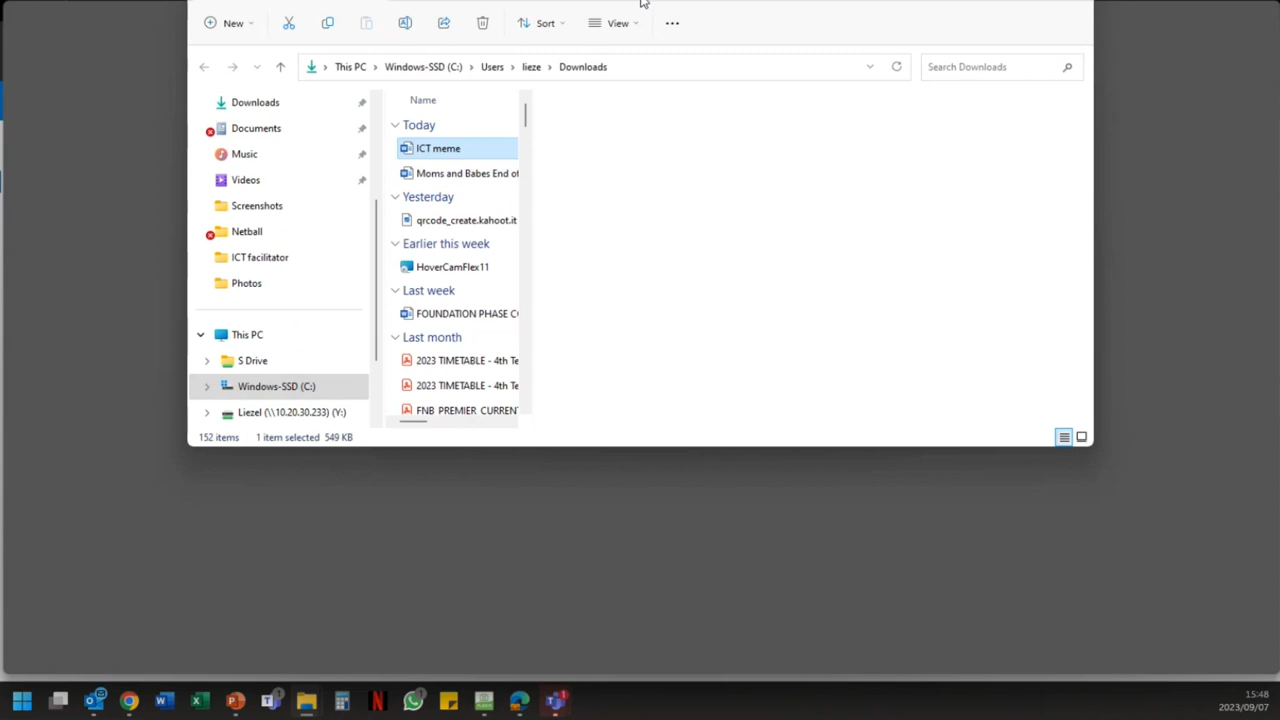 New Sort View
This PC Windows-SSD (C:) Users lieze Downloads Search Downloads
Downloads
Documents
Music
Videos
Screenshots
Netball
ICT facilitator
Photos
This PC
S Drive
Windows-SSD (C:)
Liezel (\\10.20.30.233) (Y:)
Name
Today
ICT meme
Moms and Babes End of
Yesterday
qrcode_create.kahoot.it
Earlier this week
HoverCamFlex11
Last week
FOUNDATION PHASE CO
Last month
2023 TIMETABLE - 4th Te
2023 TIMETABLE - 4th Te
FNB PREMIER CURRENT
152 items 1 item selected 549 KB
15:48
2023/09/07